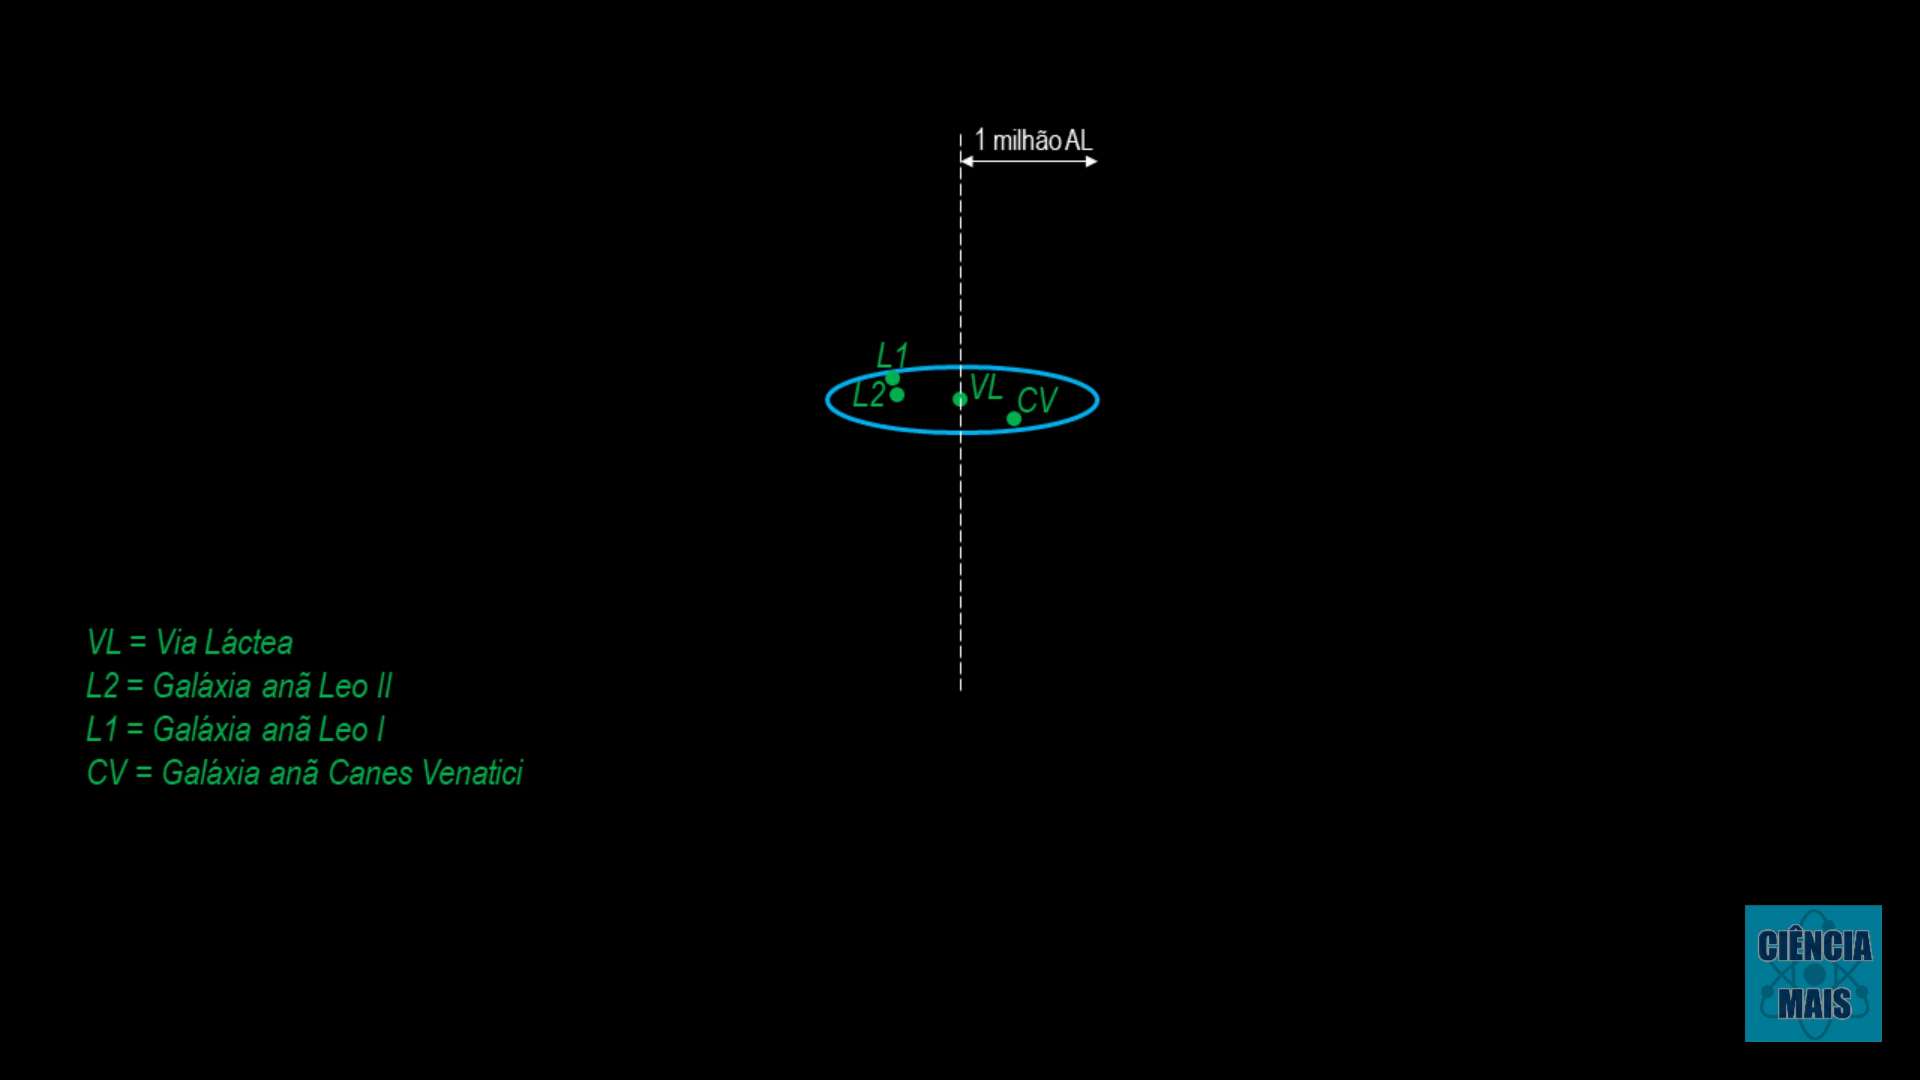 1 milhão AL
L1
L2
VL
CV
VL = Via Láctea
L2 = Galáxia anã Leo II
L1 = Galáxia anã Leo I
CV = Galáxia anã Canes Venatici
CIÊNCIA
MAIS